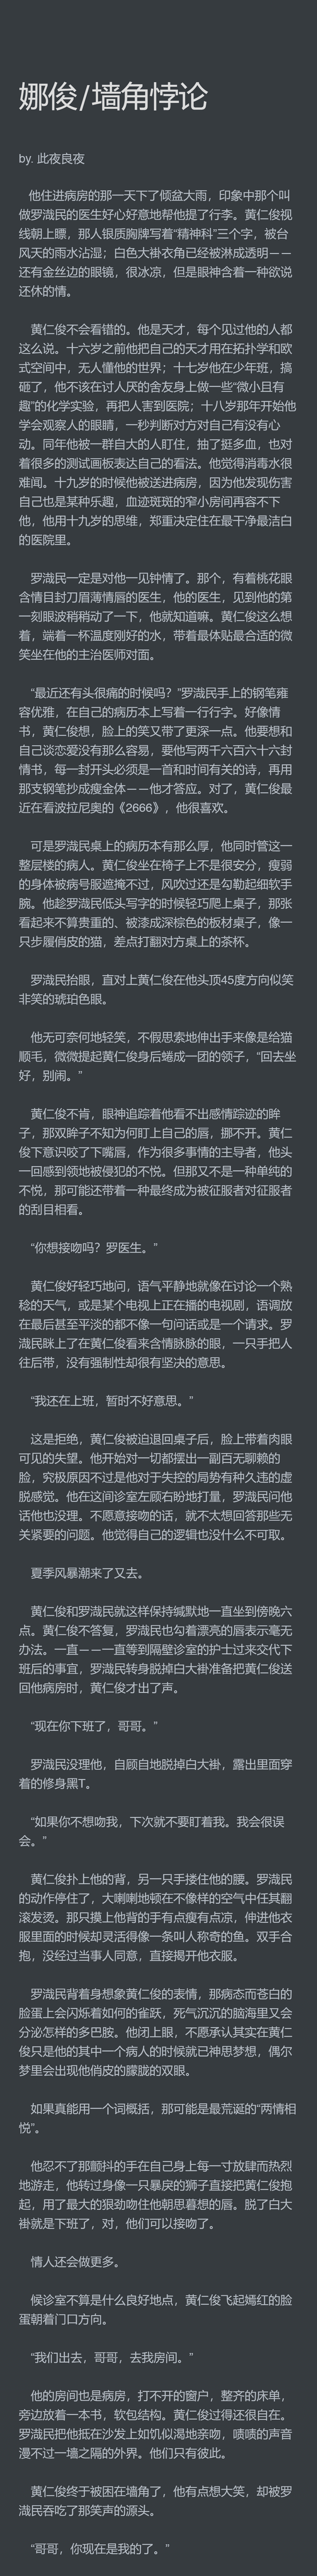 娜俊/墙角悖论
by. 此夜良夜
他住进病房的那一天下了倾盆大雨，印象中那个叫
做罗渽民的医生好心好意地帮他提了行李。黄仁俊视
线朝上瞟，那人银质胸牌写着“精神科”三个字，被台
风天的雨水沾湿；白色大褂衣角已经被淋成透明——
还有金丝边的眼镜，很冰凉，但是眼神含着一种欲说
还休的情。
黄仁俊不会看错的。他是天才，每个见过他的人都
这么说。十六岁之前他把自己的天才用在拓扑学和欧
式空间中，无人懂他的世界；十七岁他在少年班，搞
砸了，他不该在讨人厌的舍友身上做一些“微小且有
趣”的化学实验，再把人害到医院；十八岁那年开始他
学会观察人的眼睛，一秒判断对方对自己有没有心
动。同年他被一群自大的人盯住，抽了挺多血，也对
着很多的测试画板表达自己的看法。他觉得消毒水很
难闻。十九岁的时候他被送进病房，因为他发现伤害
自己也是某种乐趣，血迹斑斑的窄小房间再容不下
他，他用十九岁的思维，郑重决定住在最干净最洁白
的医院里。
罗渽民一定是对他一见钟情了。那个，有着桃花眼
含情目封刀眉薄情唇的医生，他的医生，见到他的第
一刻眼波稍稍动了一下，他就知道嘛。黄仁俊这么想
着，端着一杯温度刚好的水，带着最体贴最合适的微
笑坐在他的主治医师对面。
“最近还有头很痛的时候吗？”罗渽民手上的钢笔雍
容优雅，在自己的病历本上写着一行行字。好像情
书，黄仁俊想，脸上的笑又带了更深一点。他要想和
自己谈恋爱没有那么容易，要他写两千六百六十六封
情书，每一封开头必须是一首和时间有关的诗，再用
那支钢笔抄成瘦金体——他才答应。对了，黄仁俊最
近在看波拉尼奥的《2666》，他很喜欢。
可是罗渽民桌上的病历本有那么厚，他同时管这一
整层楼的病人。黄仁俊坐在椅子上不是很安分，瘦弱
的身体被病号服遮掩不过，风吹过还是勾勒起细软手
腕。他趁罗渽民低头写字的时候轻巧爬上桌子，那张
看起来不算贵重的、被漆成深棕色的板材桌子，像一
只步履俏皮的猫，差点打翻对方桌上的茶杯。
罗渽民抬眼，直对上黄仁俊在他头顶45度方向似笑
非笑的琥珀色眼。
他无可奈何地轻笑，不假思索地伸出手来像是给猫
顺毛，微微提起黄仁俊身后蜷成一团的领子，“回去坐
好，别闹。”
黄仁俊不肯，眼神追踪着他看不出感情踪迹的眸
子，那双眸子不知为何盯上自己的唇，挪不开。黄仁
俊下意识咬了下嘴唇，作为很多事情的主导者，他头
一回感到领地被侵犯的不悦。但那又不是一种单纯的
不悦，那可能还带着一种最终成为被征服者对征服者
的刮目相看。
“你想接吻吗？罗医生。”
黄仁俊好轻巧地问，语气平静地就像在讨论一个熟
稔的天气，或是某个电视上正在播的电视剧，语调放
在最后甚至平淡的都不像一句问话或是一个请求。罗
渽民眯上了在黄仁俊看来含情脉脉的眼，一只手把人
往后带，没有强制性却很有坚决的意思。
“我还在上班，暂时不好意思。”
这是拒绝，黄仁俊被迫退回桌子后，脸上带着肉眼
可见的失望。他开始对一切都摆出一副百无聊赖的
脸，究极原因不过是他对于失控的局势有种久违的虚
脱感觉。他在这间诊室左顾右盼地打量，罗渽民问他
话他也没理。不愿意接吻的话，就不太想回答那些无
关紧要的问题。他觉得自己的逻辑也没什么不可取。
夏季风暴潮来了又去。
黄仁俊和罗渽民就这样保持缄默地一直坐到傍晚六
点。黄仁俊不答复，罗渽民也勾着漂亮的唇表示毫无
办法。一直——一直等到隔壁诊室的护士过来交代下
班后的事宜，罗渽民转身脱掉白大褂准备把黄仁俊送
回他病房时，黄仁俊才出了声。
“现在你下班了，哥哥。”
罗渽民没理他，自顾自地脱掉白大褂，露出里面穿
着的修身黑T。
“如果你不想吻我，下次就不要盯着我。我会很误
会。”
黄仁俊扑上他的背，另一只手搂住他的腰。罗渽民
的动作停住了，大喇喇地顿在不像样的空气中任其翻
滚发烫。那只摸上他背的手有点瘦有点凉，伸进他衣
服里面的时候却灵活得像一条叫人称奇的鱼。双手合
抱，没经过当事人同意，直接揭开他衣服。
罗渽民背着身想象黄仁俊的表情，那病态而苍白的
脸蛋上会闪烁着如何的雀跃，死气沉沉的脑海里又会
分泌怎样的多巴胺。他闭上眼，不愿承认其实在黄仁
俊只是他的其中一个病人的时候就已神思梦想，偶尔
梦里会出现他俏皮的朦胧的双眼。
如果真能用一个词概括，那可能是最荒诞的“两情相
悦”。
他忍不了那颤抖的手在自己身上每一寸放肆而热烈
地游走，他转过身像一只暴戾的狮子直接把黄仁俊抱
起，用了最大的狠劲吻住他朝思暮想的唇。脱了白大
褂就是下班了，对，他们可以接吻了。
情人还会做更多。
候诊室不算是什么良好地点，黄仁俊飞起嫣红的脸
蛋朝着门口方向。
“我们出去，哥哥，去我房间。”
他的房间也是病房，打不开的窗户，整齐的床单，
旁边放着一本书，软包结构。黄仁俊过得还很自在。
罗渽民把他抵在沙发上如饥似渴地亲吻，啧啧的声音
漫不过一墙之隔的外界。他们只有彼此。
黄仁俊终于被困在墙角了，他有点想大笑，却被罗
渽民吞吃了那笑声的源头。
“哥哥，你现在是我的了。”